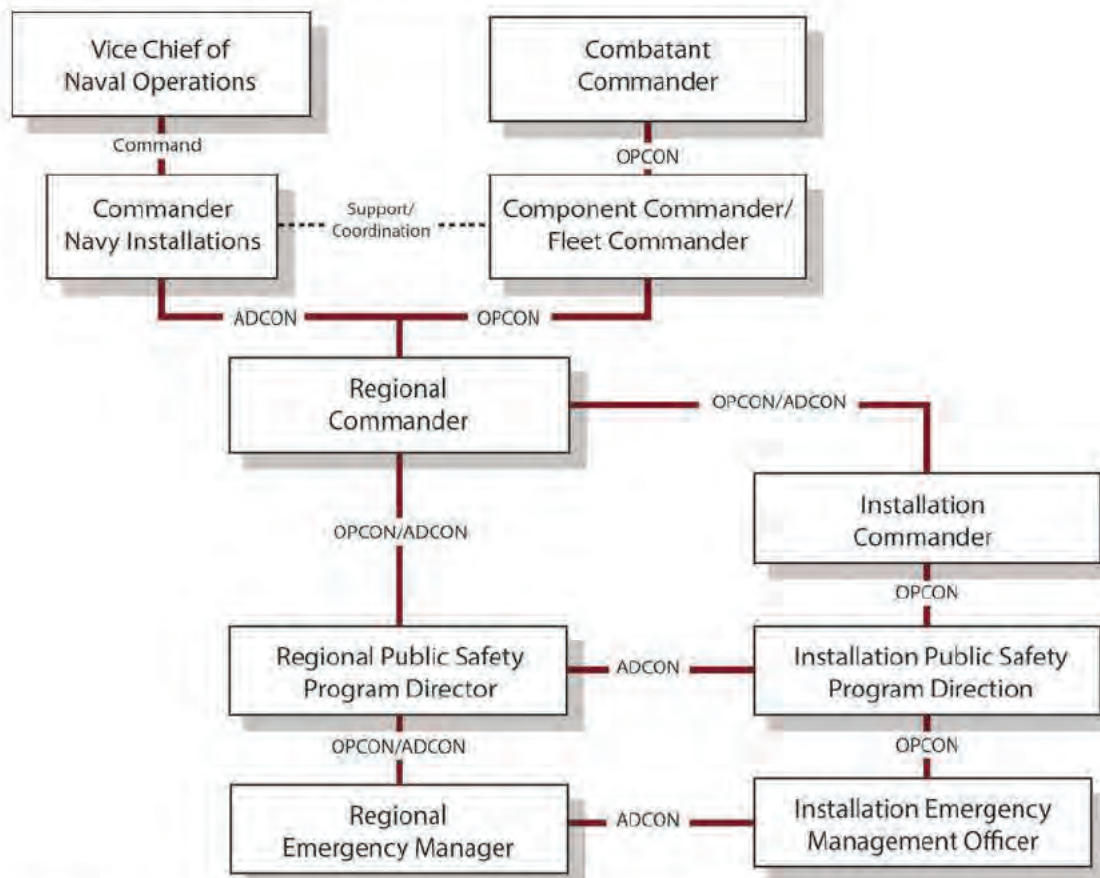 Vice Chief of
Naval Operations
Combatant
Commander
Command
OPCON
Commander
Navy Installations
Support/
Coordination
Component Commander/
Fleet Commander
ADCON
OPCON
Regional
Commander
OPCON/ADCON
Installation
Commander
OPCON/ADCON
OPCON
Regional Public Safety
Program Director
ADCON
Installation Public Safety
Program Direction
OPCON/ADCON
OPCON
Regional
Emergency Manager
ADCON
Installation Emergency
Management Officer